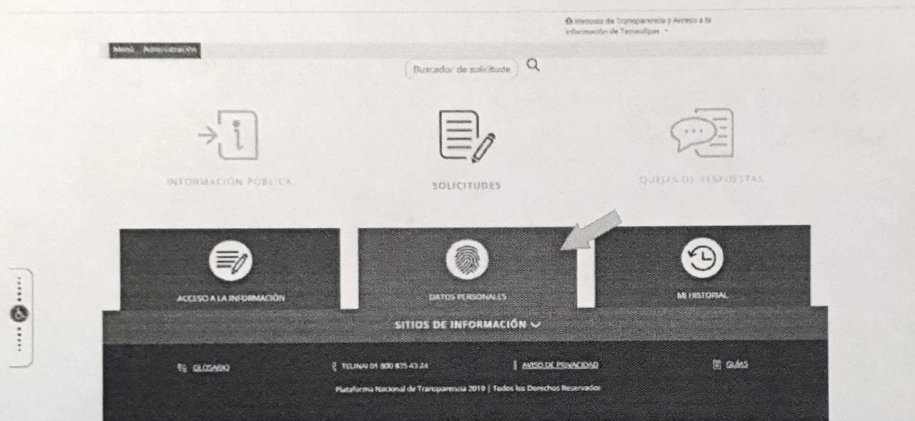 Instituto de Transparencia y Acceso a la
Información de Tamaulipas
Menú Administración
Buscador de solicitude
INFORMACIÓN PÚBLICA
SOLICITUDES
QUEJAS DE RESPUESTAS
ACCESO A LA INFORMACIÓN
DATOS PERSONALES
MI HISTORIAL
SITIOS DE INFORMACIÓN
GLOSARIO
TELINAI 01 800 835 43 24
AVISO DE PRIVACIDAD
GUÍAS
Plataforma Nacional de Transparencia 2019 | Todos los Derechos Reservados